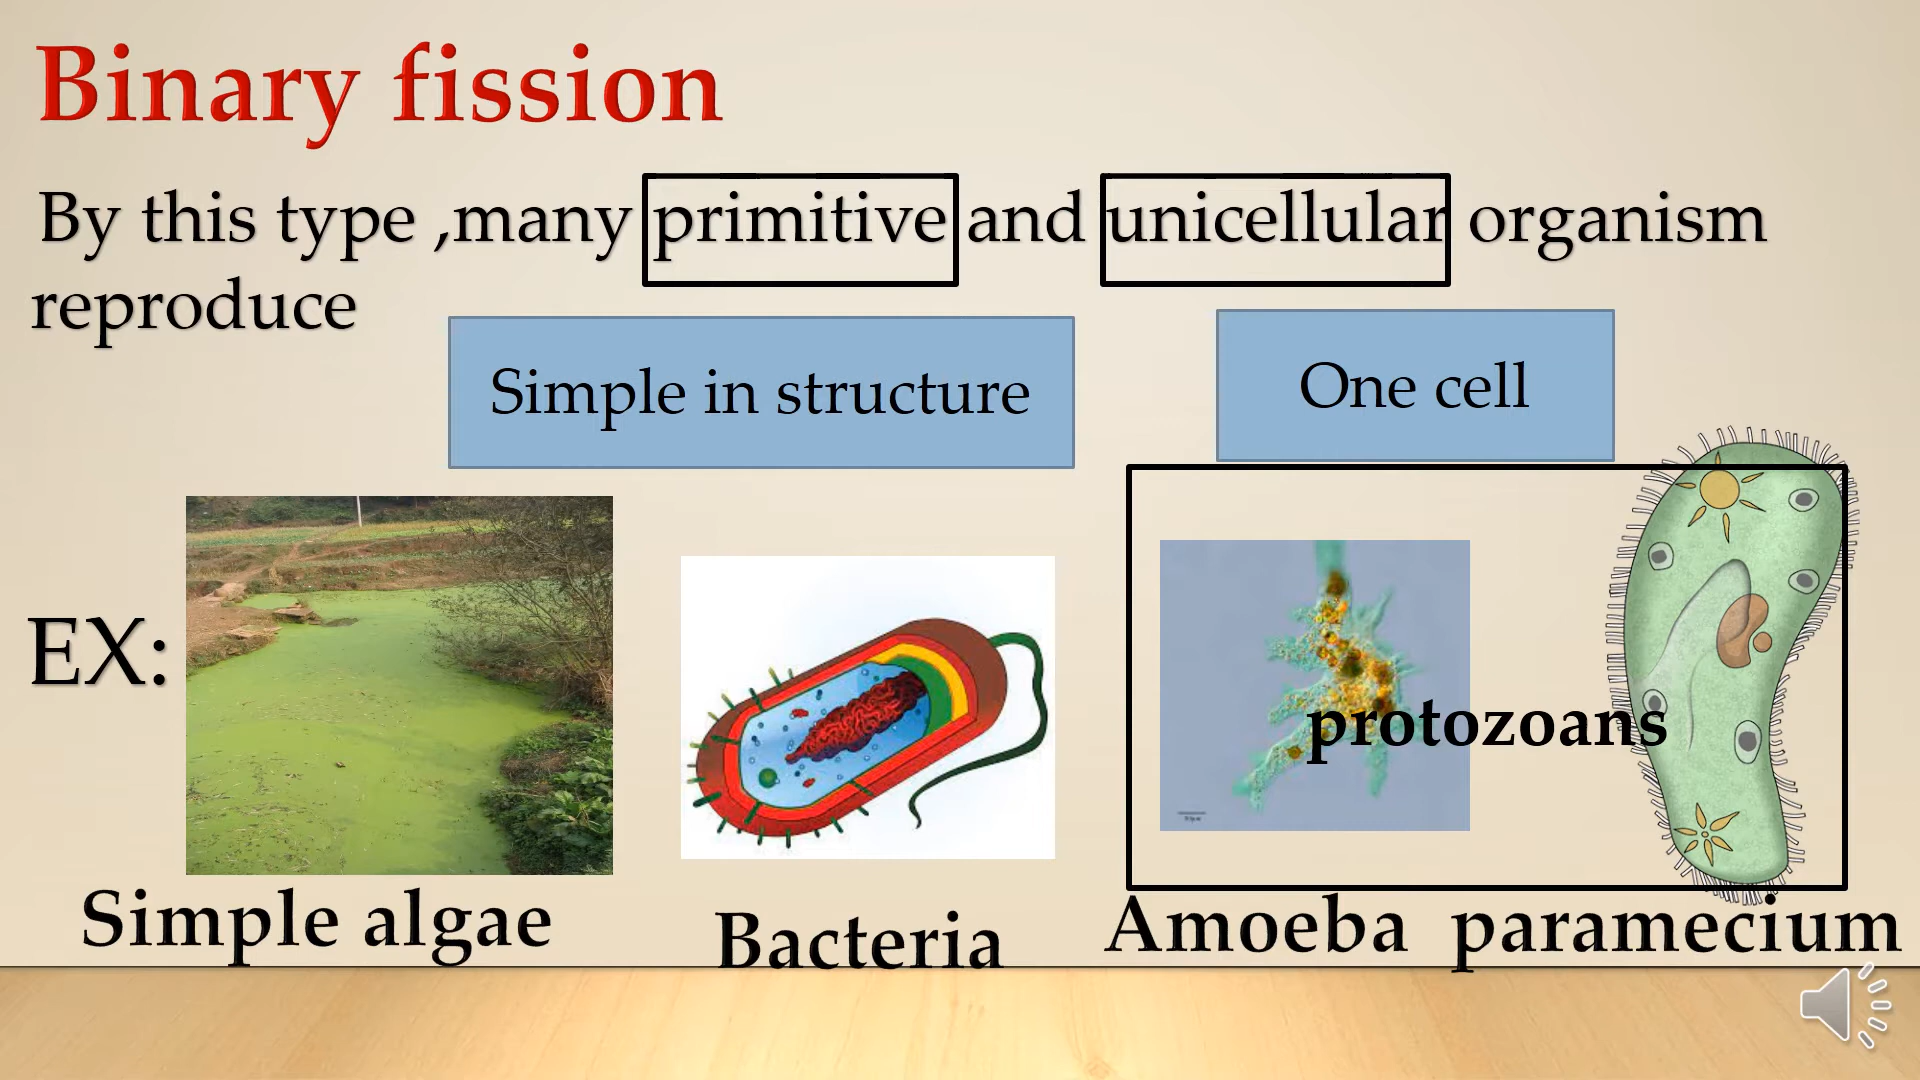 Binary fission
By this type ,many primitive and unicellular organism
reproduce
Simple in structure
One cell
EX:
protozoans
Simple algae
Bacteria
Amoeba paramecium